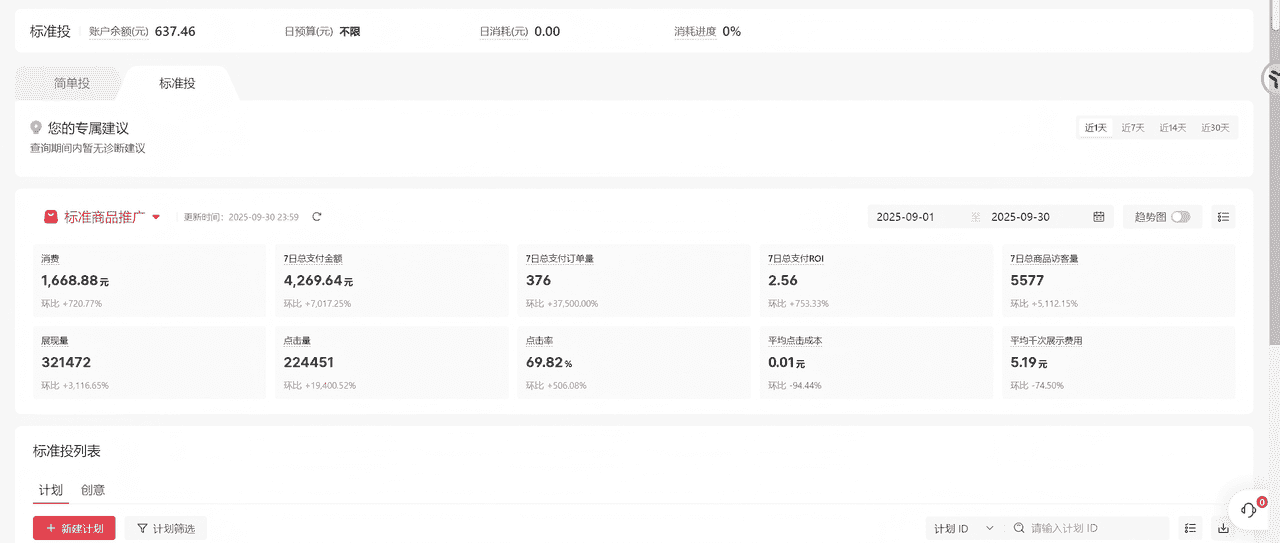 标准投 账户余额(元) 637.46 日预算(元) 不限 日消耗(元) 0.00 消耗进度 0%
简单投 标准投
您的专属建议 近1天 近7天 近14天 近30天
查询期间内暂无诊断建议
标准商品推广 更新时间: 2025-09-30 23:59 2025-09-01 至 2025-09-30 趋势图
消费 7日总支付金额 7日总支付订单量 7日总支付ROI 7日总商品访客量
1,668.88元 4,269.64元 376 2.56 5577
环比 +720.77% 环比 +7,017.25% 环比 +37,500.00% 环比 +753.33% 环比 +5,112.15%
展现量 点击量 点击率 平均点击成本 平均千次展示费用
321472 224451 69.82% 0.01元 5.19元
环比 +3,116.65% 环比 +19,400.52% 环比 +506.08% 环比 -94.44% 环比 -74.50%
标准投列表
计划 创意
+ 新建计划 计划筛选 计划 ID 请输入计划 ID
0